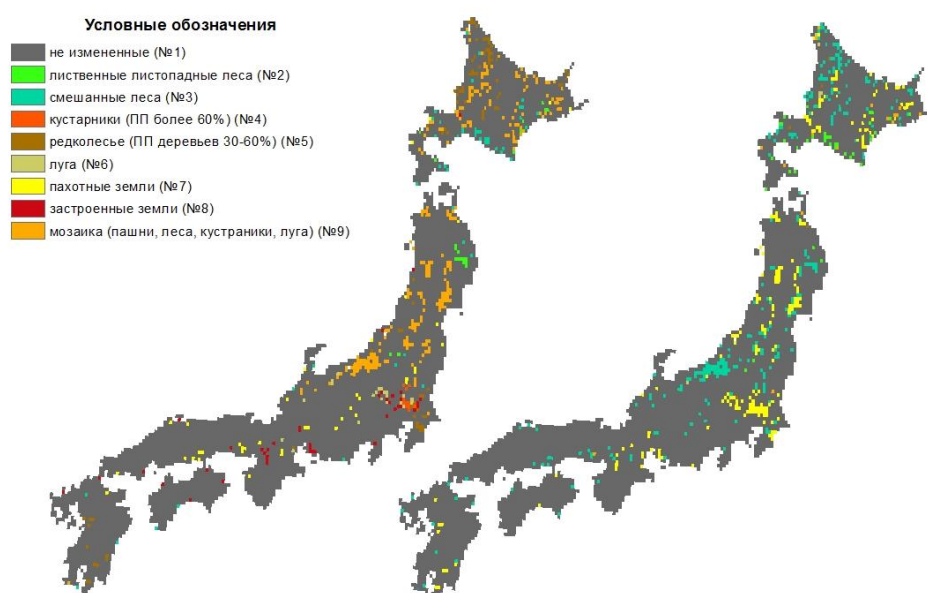 Условные обозначения
не измененные (№1)
лиственные листопадные леса (№2)
смешанные леса (№3)
кустарники (ПП более 60%) (№4)
редколесье (ПП деревьев 30-60%) (№5)
луга (№6)
пахотные земли (№7)
застроенные земли (№8)
мозаика (пашни, леса, кустраники, луга) (№9)